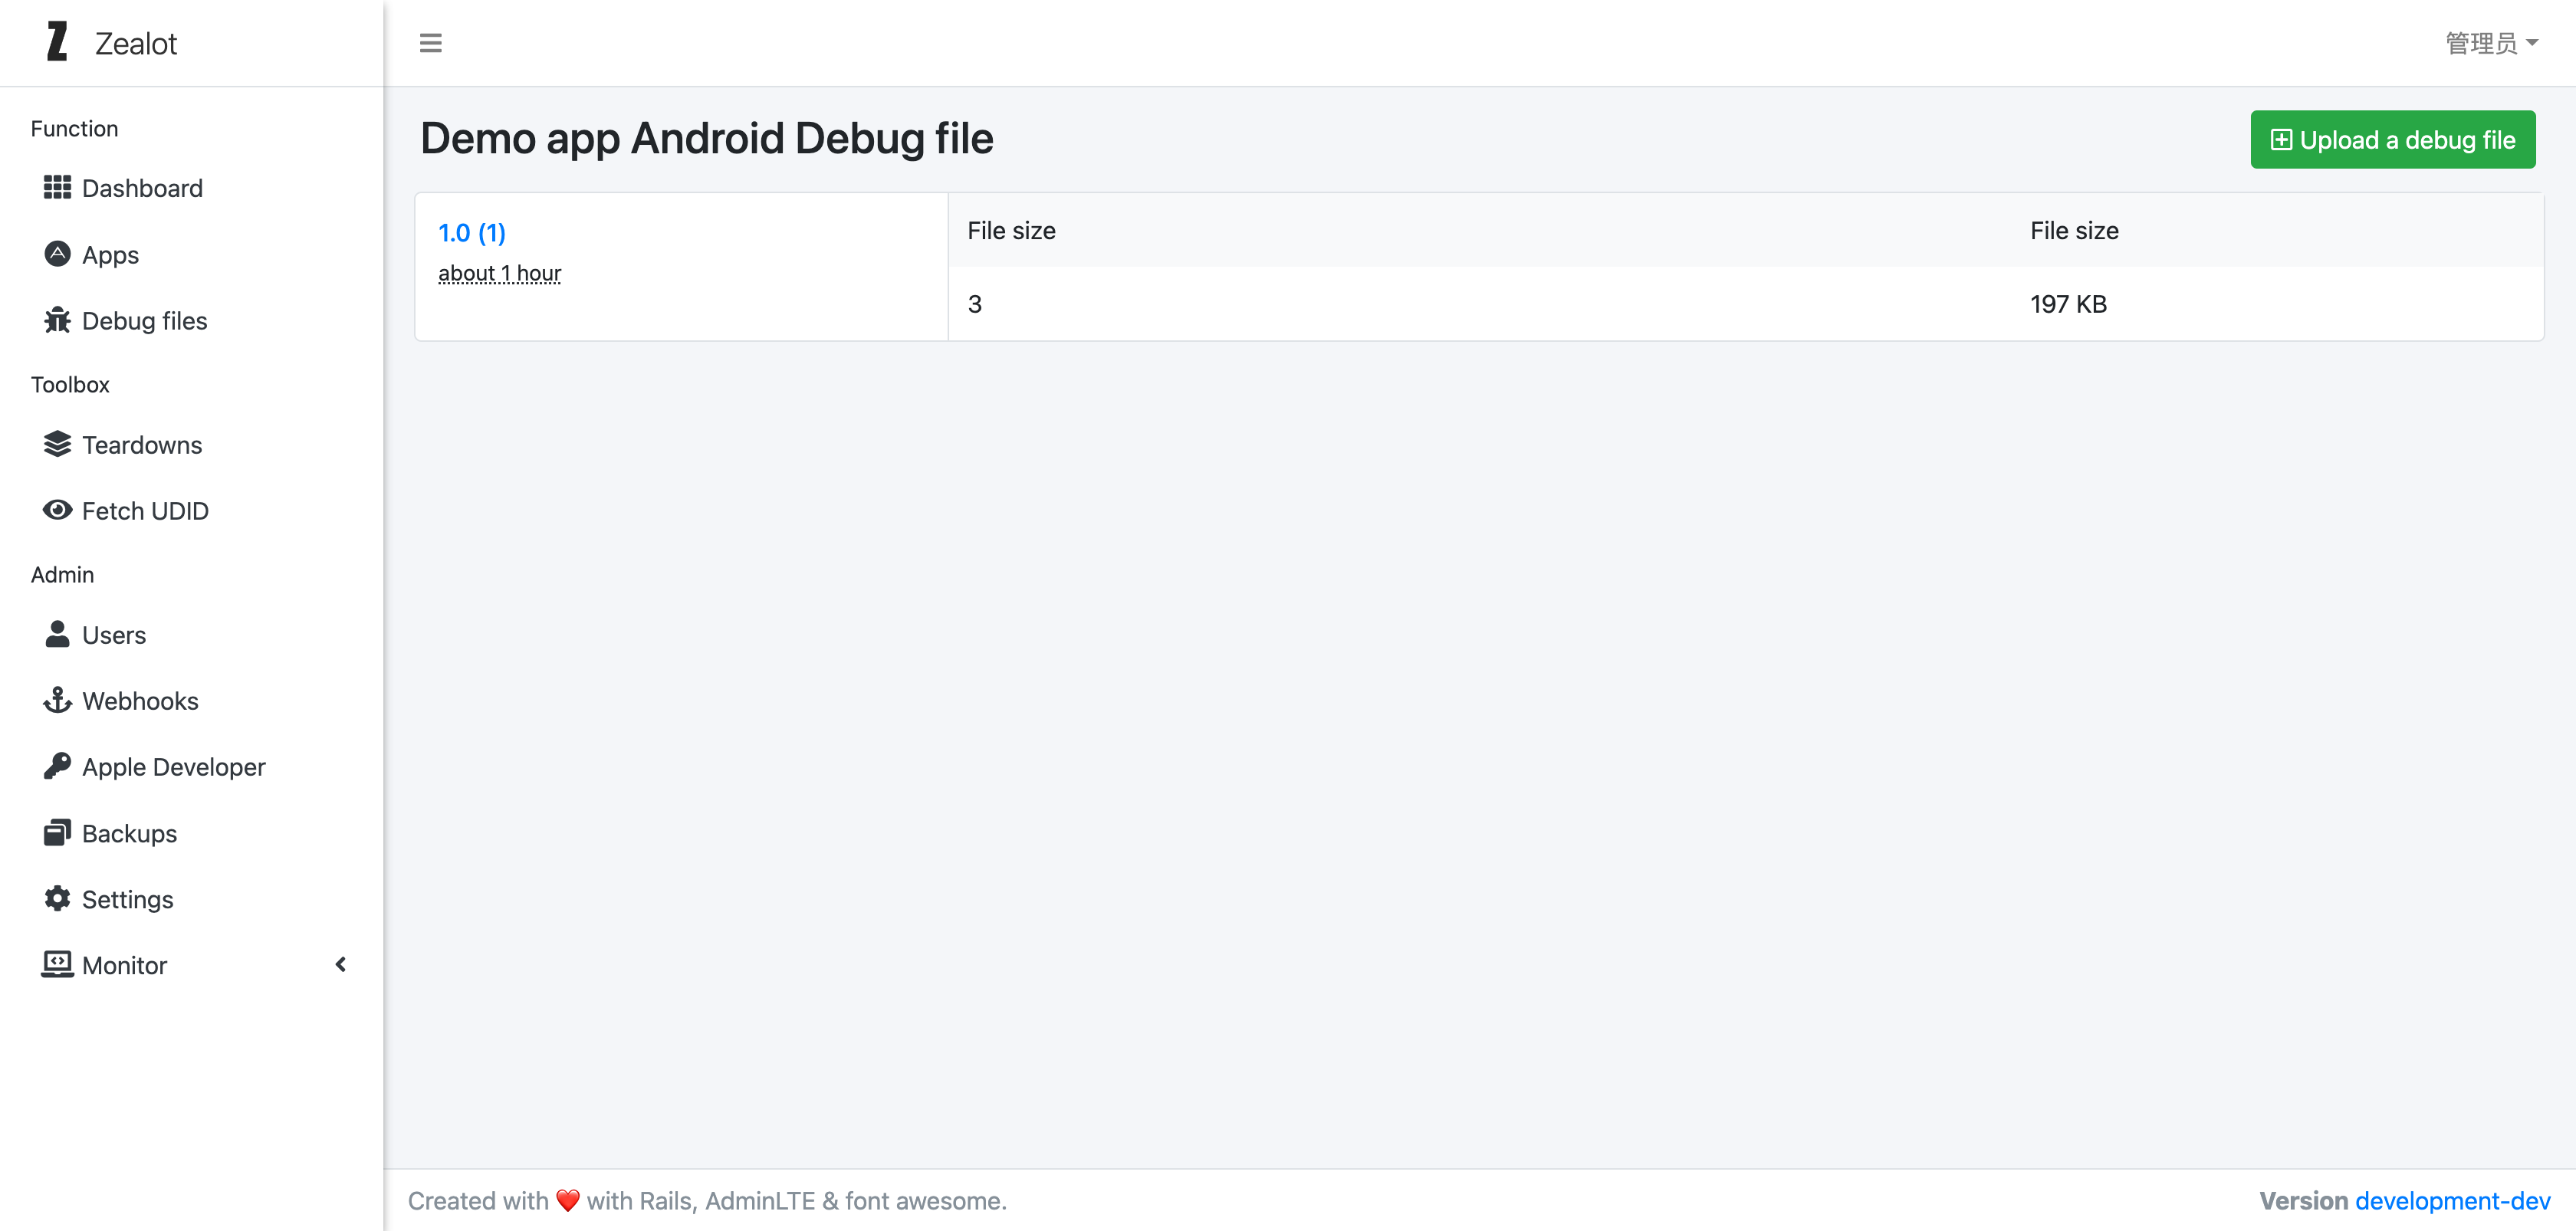 Zealot
管理员
Function
Dashboard
Apps
Debug files
Toolbox
Teardowns
Fetch UDID
Admin
Users
Webhooks
Apple Developer
Backups
Settings
Monitor
Demo app Android Debug file
Upload a debug file
1.0 (1)
about 1 hour
File size File size
3 197 KB
Created with ❤️ with Rails, AdminLTE & font awesome.
Version development-dev